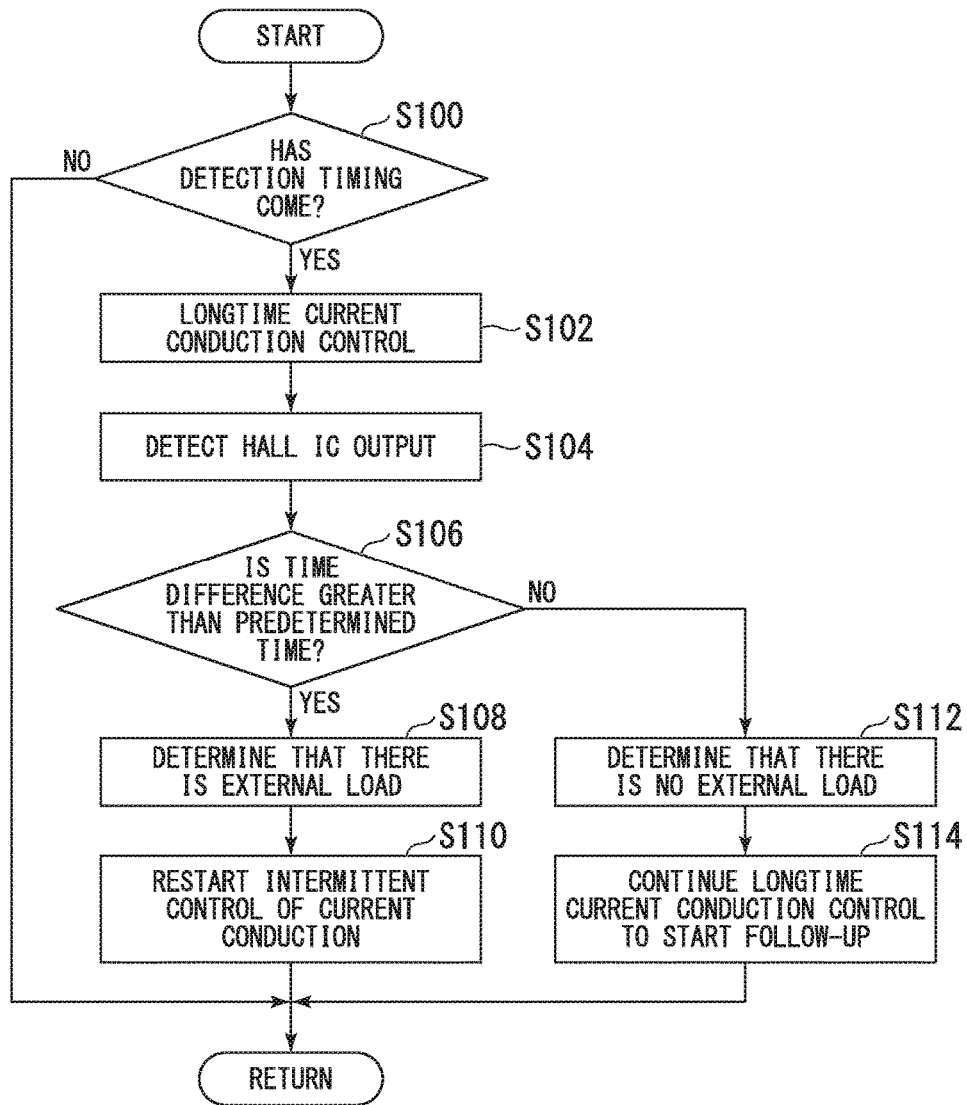 START
S100
HAS
DETECTION TIMING
COME?
NO
YES
LONGTIME CURRENT
CONDUCTION CONTROL
S102
DETECT HALL IC OUTPUT
S104
S106
IS TIME
DIFFERENCE GREATER
THAN PREDETERMINED
TIME?
NO
YES
S108
DETERMINE THAT THERE
IS EXTERNAL LOAD
S112
DETERMINE THAT THERE
IS NO EXTERNAL LOAD
S110
RESTART INTERMITTENT
CONTROL OF CURRENT
CONDUCTION
S114
CONTINUE LONGTIME
CURRENT CONDUCTION CONTROL
TO START FOLLOW-UP
RETURN